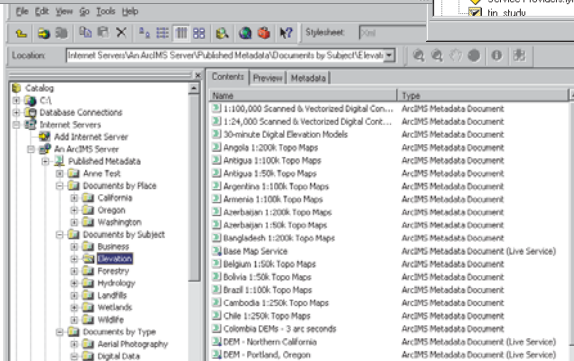 Service Providers.lyr
tin_study
File Edit View Go Tools Help
Stylesheet: Xml
Location: Internet Servers\An ArcIMS Server\Published Metadata\Documents by Subject\Elevati
Catalog
C:\
Database Connections
Internet Servers
Add Internet Server
An ArcIMS Server
Published Metadata
Anne Test
Documents by Place
California
Oregon
Washington
Documents by Subject
Business
Elevation
Forestry
Hydrology
Landfills
Wetlands
Wildlife
Documents by Type
Aerial Photography
Digital Data
Contents Preview Metadata
Name Type
1:100,000 Scanned & Vectorized Digital Con... ArcIMS Metadata Document
1:24,000 Scanned & Vectorized Digital Cont... ArcIMS Metadata Document
30-minute Digital Elevation Models ArcIMS Metadata Document
Angola 1:200k Topo Maps ArcIMS Metadata Document
Antigua 1:100k Topo Maps ArcIMS Metadata Document
Antigua 1:50k Topo Maps ArcIMS Metadata Document
Argentina 1:100k Topo Maps ArcIMS Metadata Document
Armenia 1:100k Topo Maps ArcIMS Metadata Document
Azerbaijan 1:200k Topo Maps ArcIMS Metadata Document
Azerbaijan 1:50k Topo Maps ArcIMS Metadata Document
Bangladesh 1:200k Topo Maps ArcIMS Metadata Document
Base Map Service ArcIMS Metadata Document (Live Service)
Belgium 1:50K Topo Maps ArcIMS Metadata Document
Bolivia 1:50K Topo Maps ArcIMS Metadata Document
Brazil 1:100k Topo Maps ArcIMS Metadata Document
Cambodia 1:250k Topo Maps ArcIMS Metadata Document
Chile 1:250k Topo Maps ArcIMS Metadata Document
Colombia DEMs - 3 arc seconds ArcIMS Metadata Document
DEM - Northern California ArcIMS Metadata Document (Live Service)
DEM - Portland, Oregon ArcIMS Metadata Document (Live Service)